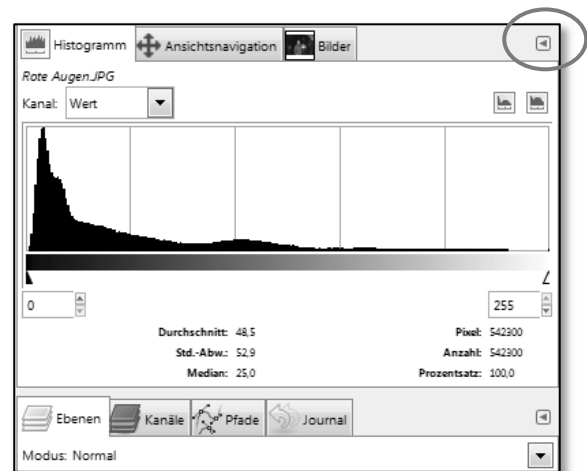 Histogramm Ansichtsnavigation Bilder
Rote Augen.JPG
Kanal: Wert
0 255
Durchschnitt: 48,5 Pixel: 542300
Std.-Abw.: 52,9 Anzahl: 542300
Median: 25,0 Prozentsatz: 100,0
Ebenen Kanäle Pfade Journal
Modus: Normal